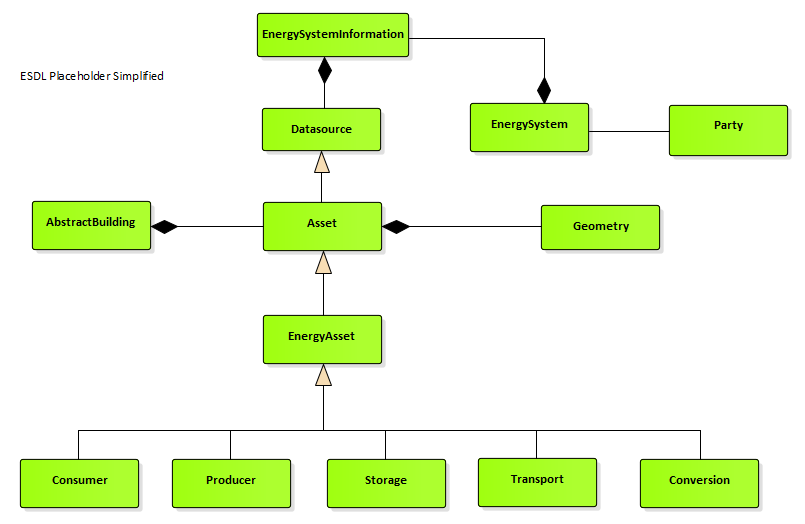 EnergySystemInformation
ESDL Placeholder Simplified
Datasource
EnergySystem
Party
AbstractBuilding
Asset
Geometry
EnergyAsset
Consumer
Producer
Storage
Transport
Conversion